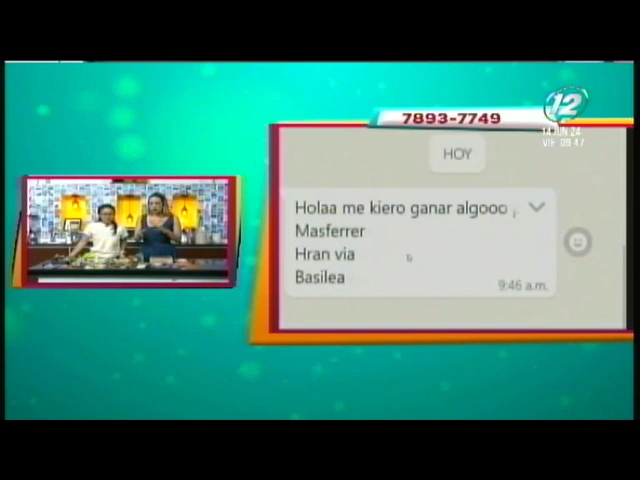 12
7893-7749
14 JUN 24
VIE 09:47
HOY
Holaa me kiero ganar algooo
Masferrer
Hran via
Basilea
9:46 a.m.